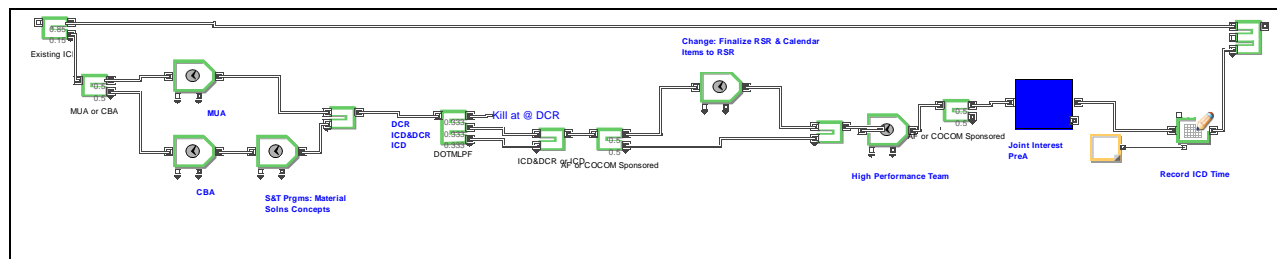 0.85
0.15
Existing ICD
0.5
0.5
MUA or CBA
MUA
CBA
S&T Prgms: Material
Solns Concepts
DCR
ICD&DCR
ICD
0.333
0.333
0.333
DOTMLPF
Kill at @ DCR
ICD&DCR or ICD
0.5
0.5
AF or COCOM Sponsored
Change: Finalize RSR & Calendar
Items to RSR
High Performance Team
0.5
0.5
AF or COCOM Sponsored
Joint Interest
PreA
Record ICD Time